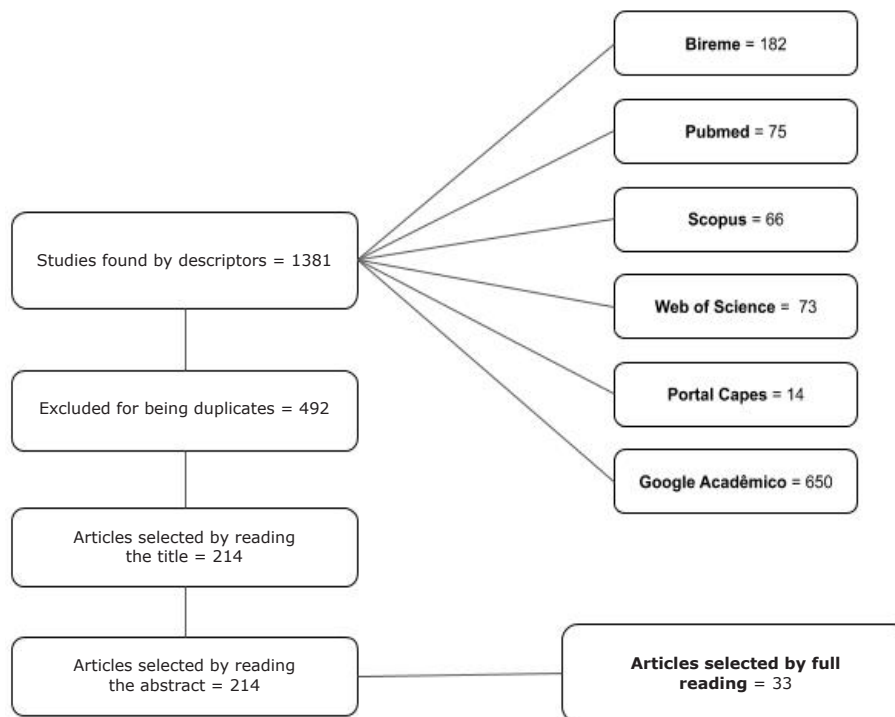 Bireme = 182
Pubmed = 75
Scopus = 66
Studies found by descriptors = 1381
Web of Science = 73
Portal Capes = 14
Excluded for being duplicates = 492
Google Acadêmico = 650
Articles selected by reading
the title = 214
Articles selected by reading
the abstract = 214
Articles selected by full
reading = 33